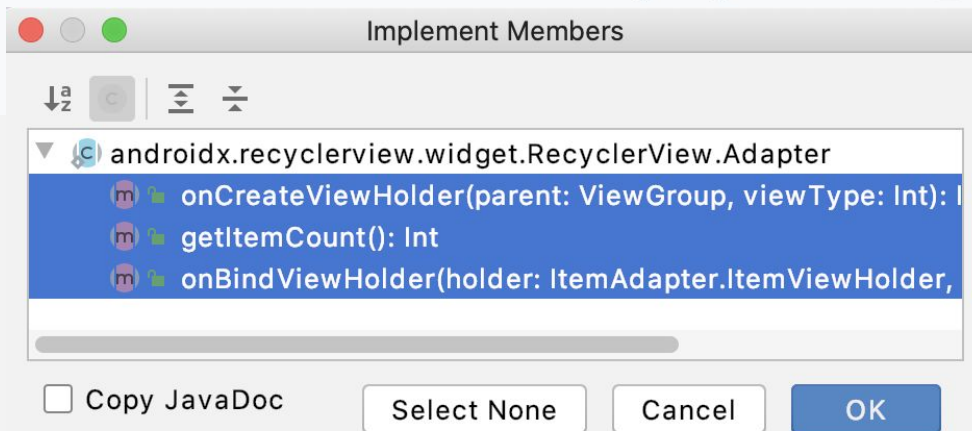 Implement Members
androidx.recyclerview.widget.RecyclerView.Adapter
onCreateViewHolder(parent: ViewGroup, viewType: Int):
getItemCount(): Int
onBindViewHolder(holder: ItemAdapter.ItemViewHolder,
Copy JavaDoc
Select None
Cancel
OK